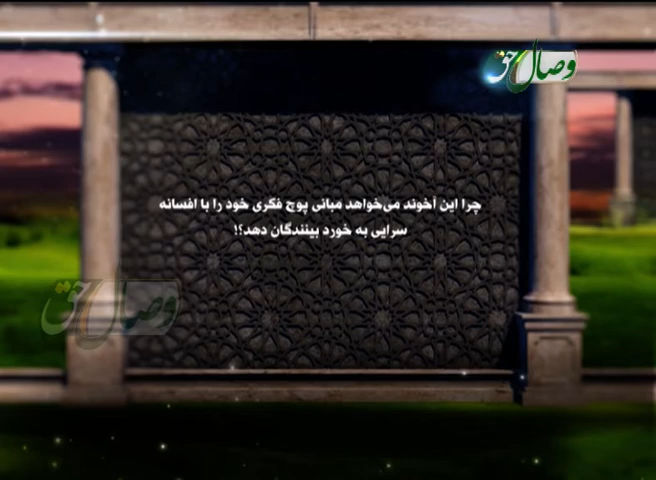 وصال حق
چرا این آخوند می‌خواهد مبانی پوچ فکری خود را با افسانه
سرایی به خورد بینندگان دهد؟!
وصال حق